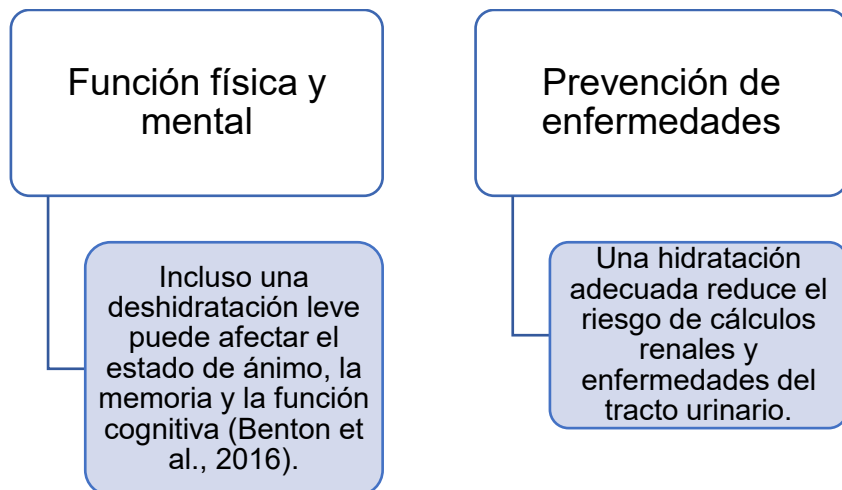 Función física y
mental
Incluso una
deshidratación leve
puede afectar el
estado de ánimo, la
memoria y la función
cognitiva (Benton et
al., 2016).
Prevención de
enfermedades
Una hidratación
adecuada reduce el
riesgo de cálculos
renales y
enfermedades del
tracto urinario.